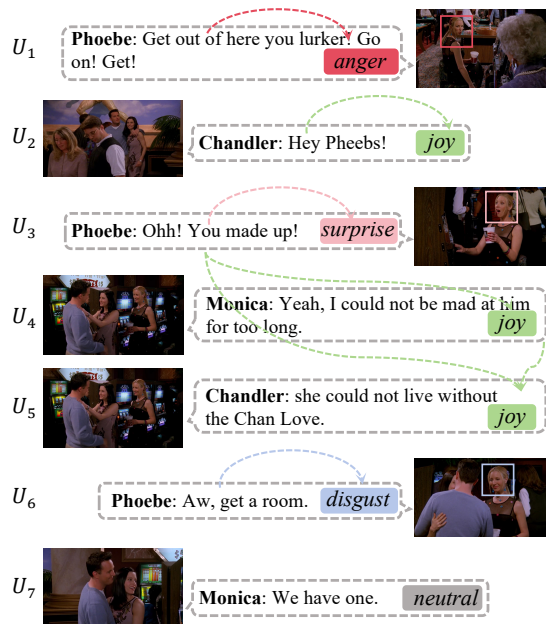 U1
Phoebe: Get out of here you lurker! Go
on! Get!
anger
U2
Chandler: Hey Pheebs!
joy
U3
Phoebe: Ohh! You made up!
surprise
U4
Monica: Yeah, I could not be mad at him
for too long.
joy
U5
Chandler: she could not live without
the Chan Love.
joy
U6
Phoebe: Aw, get a room.
disgust
U7
Monica: We have one.
neutral